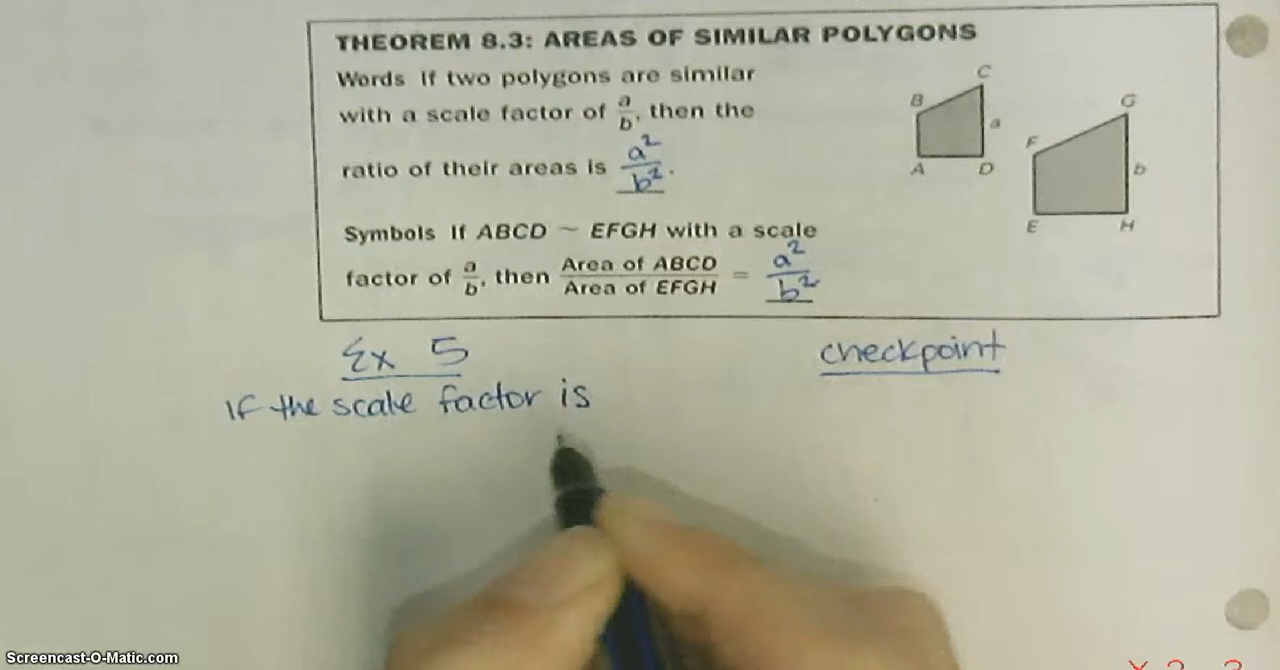 THEOREM 8.3: AREAS OF SIMILAR POLYGONS
Words If two polygons are similar
with a scale factor of a/b, then the
ratio of their areas is a²/b².
Symbols If ABCD ~ EFGH with a scale
factor of a/b, then Area of ABCD/Area of EFGH = a²/b²
B
C
a
A
D
F
G
b
E
H
Ex 5
checkpoint
If the scale factor is
Screencast-O-Matic.com